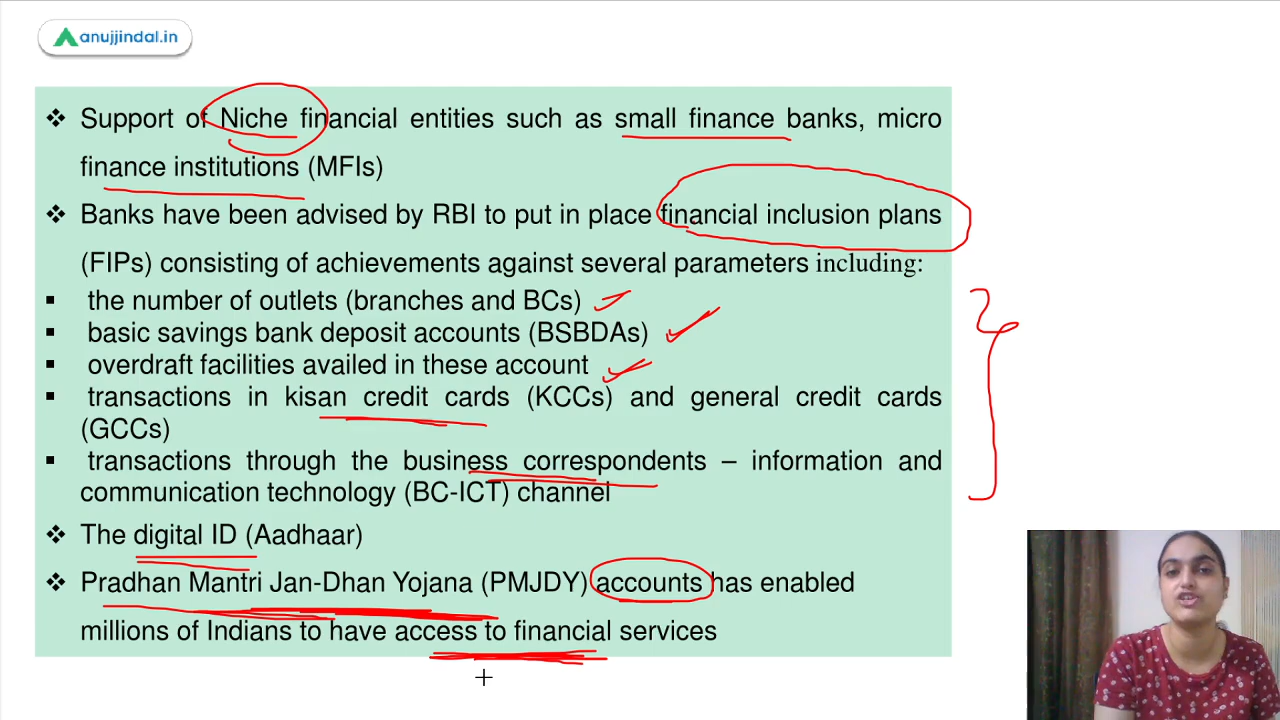 anujjindal.in
❖ Support of Niche financial entities such as small finance banks, micro
finance institutions (MFIs)
❖ Banks have been advised by RBI to put in place financial inclusion plans
(FIPs) consisting of achievements against several parameters including:
▪ the number of outlets (branches and BCs)
▪ basic savings bank deposit accounts (BSBDAs)
▪ overdraft facilities availed in these account
▪ transactions in kisan credit cards (KCCs) and general credit cards
(GCCs)
▪ transactions through the business correspondents – information and
communication technology (BC-ICT) channel
❖ The digital ID (Aadhaar)
❖ Pradhan Mantri Jan-Dhan Yojana (PMJDY) accounts has enabled
millions of Indians to have access to financial services